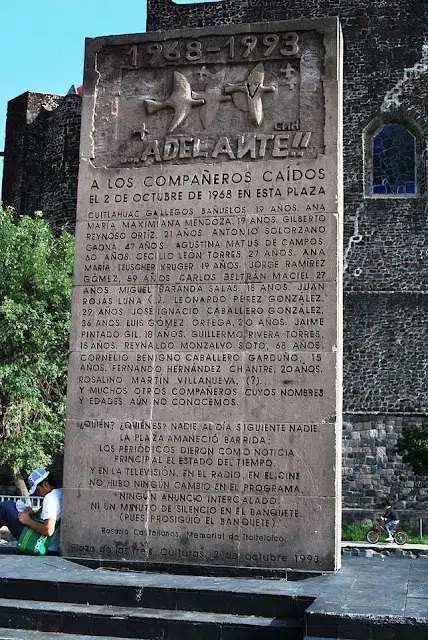 1968-1993
...ADELANTE!!
A LOS COMPAÑEROS CAÍDOS
EL 2 DE OCTUBRE DE 1968 EN ESTA PLAZA
CUITLAHUAC GALLEGOS BAÑUELOS, 19 AÑOS. ANA
MARÍA MAXIMIANA MENDOZA, 19 AÑOS. GILBERTO
REYNOSO ORTIZ, 21 AÑOS. ANTONIO SOLORZANO
GAONA, 47 AÑOS. AGUSTINA MATUS DE CAMPOS,
60 AÑOS. CECILIO LEON TORRES, 27 AÑOS. ANA
MARÍA TEUSCHER KRUGER, 19 AÑOS. JORGE RAMÍREZ
GÓMEZ, 59 AÑOS. CARLOS BELTRÁN MACIEL, 27
AÑOS. MIGUEL BARANDA SALAS, 18 AÑOS. JUAN
ROJAS LUNA (.). LEONARDO PÉREZ GONZÁLEZ,
29 AÑOS. JOSÉ IGNACIO CABALLERO GONZÁLEZ,
36 AÑOS. LUIS GÓMEZ ORTEGA, 20 AÑOS. JAIME
PINTADO GIL, 18 AÑOS. GUILLERMO RIVERA TORRES,
15 AÑOS. REYNALDO MONZALVO SOTO, 68 AÑOS.
CORNELIO BENIGNO CABALLERO GARDUÑO, 15
AÑOS. FERNANDO HERNÁNDEZ CHANTRE, 20 AÑOS.
ROSALINO MARTÍN VILLANUEVA, (?).
Y MUCHOS OTROS COMPAÑEROS CUYOS NOMBRES
Y EDADES AÚN NO CONOCEMOS.
¿QUIÉN? ¿QUIÉNES? NADIE. AL DÍA SIGUIENTE NADIE.
LA PLAZA AMANECIÓ BARRIDA;
LOS PERIÓDICOS DIERON COMO NOTICIA
PRINCIPAL EL ESTADO DEL TIEMPO.
Y EN LA TELEVISIÓN, EN EL RADIO, EN EL CINE
NO HUBO NINGÚN CAMBIO EN EL PROGRAMA,
NINGÚN ANUNCIO INTERCALADO.
NI UN MINUTO DE SILENCIO EN EL BANQUETE.
(PUES PROSIGUIÓ EL BANQUETE).
Rosario Castellanos, Memorial de Tlatelolco.
Plaza de las Tres Culturas, 2 de octubre 1993